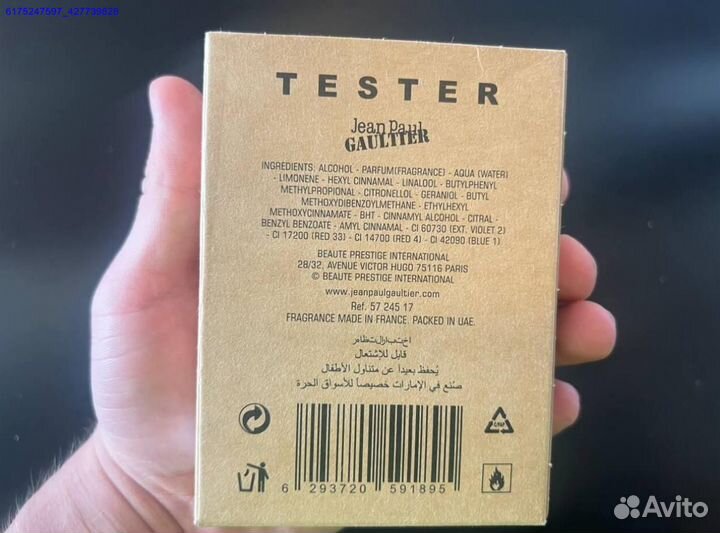 6175247597_427739828
TESTER
Jean Paul
GAULTIER
INGREDIENTS: ALCOHOL - PARFUM(FRAGRANCE) - AQUA (WATER)
- LIMONENE - HEXYL CINNAMAL - LINALOOL - BUTYLPHENYL
METHYLPROPIONAL - CITRONELLOL - GERANIOL - BUTYL
METHOXYDIBENZOYLMETHANE - ETHYLHEXYL
METHOXYCINNAMATE - BHT - CINNAMYL ALCOHOL - CITRAL -
BENZYL BENZOATE - AMYL CINNAMAL - CI 60730 (EXT. VIOLET 2)
- CI 17200 (RED 33) - CI 14700 (RED 4) - CI 42090 (BLUE 1)
BEAUTE PRESTIGE INTERNATIONAL
28/32, AVENUE VICTOR HUGO 75116 PARIS
© BEAUTE PRESTIGE INTERNATIONAL
www.jeanpaulgaultier.com
Ref. 57 245 17
FRAGRANCE MADE IN FRANCE. PACKED IN UAE.
قابل للإشتعال
يُحفظ بعيداً عن متناول الأطفال
صنع في الإمارات خصيصاً للأسواق الحرة
6 293720 591895
Avito